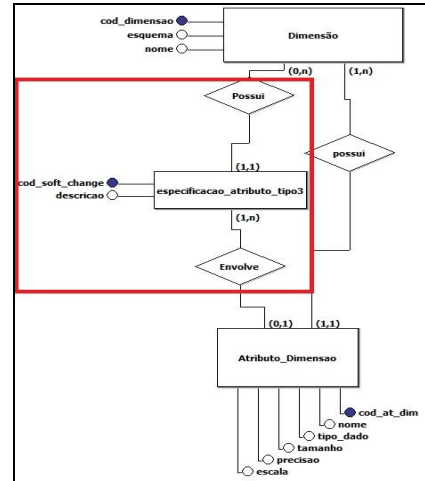 cod_dimensao
esquema
nome
Dimensão
(0,n)
(1,n)
Possui
possui
(1,1)
cod_soft_change
descricao
especificacao_atributo_tipo3
(1,n)
Envolve
(0,1)
(1,1)
Atributo_Dimensao
cod_at_dim
nome
tipo_dado
tamanho
precisao
escala